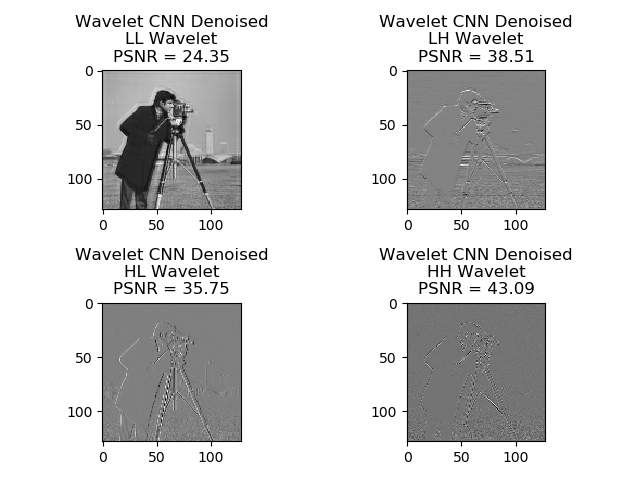 Wavelet CNN Denoised
LL Wavelet
PSNR = 24.35
0
50
100
0
50
100
Wavelet CNN Denoised
LH Wavelet
PSNR = 38.51
0
50
100
0
50
100
Wavelet CNN Denoised
HL Wavelet
PSNR = 35.75
0
50
100
0
50
100
Wavelet CNN Denoised
HH Wavelet
PSNR = 43.09
0
50
100
0
50
100